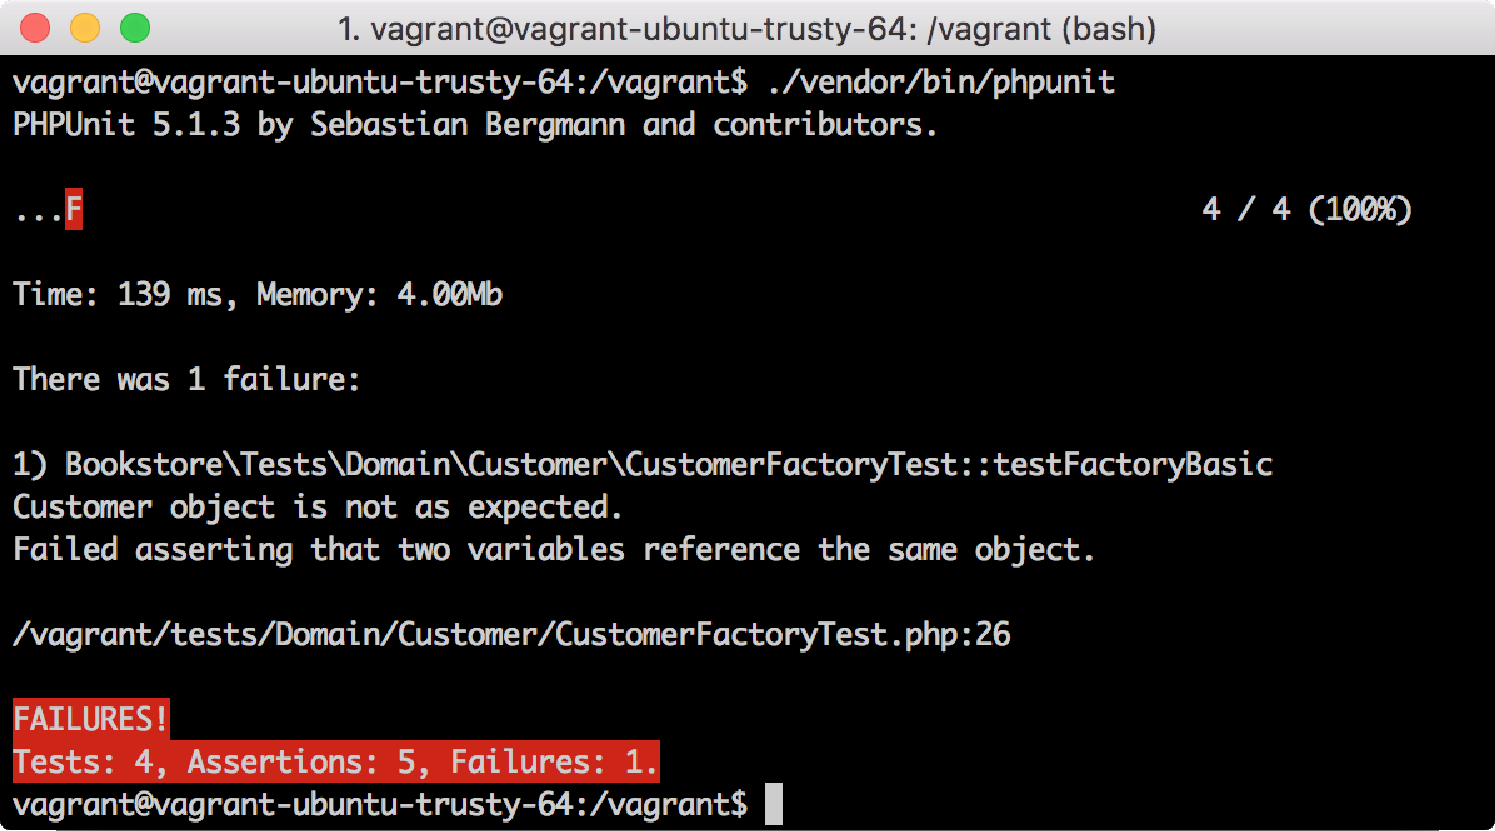 1. vagrant@vagrant-ubuntu-trusty-64: /vagrant (bash)
vagrant@vagrant-ubuntu-trusty-64:/vagrant$ ./vendor/bin/phpunit
PHPUnit 5.1.3 by Sebastian Bergmann and contributors.
...F 4 / 4 (100%)
Time: 139 ms, Memory: 4.00Mb
There was 1 failure:
1) Bookstore\Tests\Domain\Customer\CustomerFactoryTest::testFactoryBasic
Customer object is not as expected.
Failed asserting that two variables reference the same object.
/vagrant/tests/Domain/Customer/CustomerFactoryTest.php:26
FAILURES!
Tests: 4, Assertions: 5, Failures: 1.
vagrant@vagrant-ubuntu-trusty-64:/vagrant$